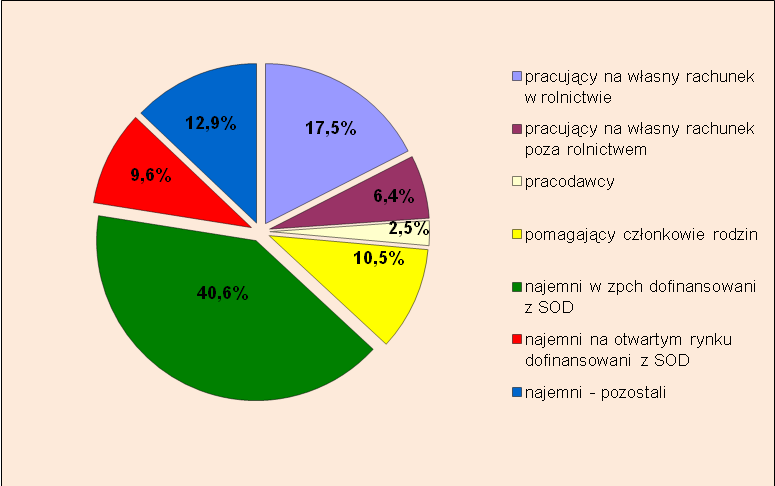 12,9%
17,5%
9,6%
6,4%
2,5%
10,5%
40,6%
pracujący na własny rachunek
w rolnictwie
pracujący na własny rachunek
poza rolnictwem
pracodawcy
pomagający członkowie rodzin
najemni w zpch dofinansowani
z SOD
najemni na otwartym rynku
dofinansowani z SOD
najemni - pozostali